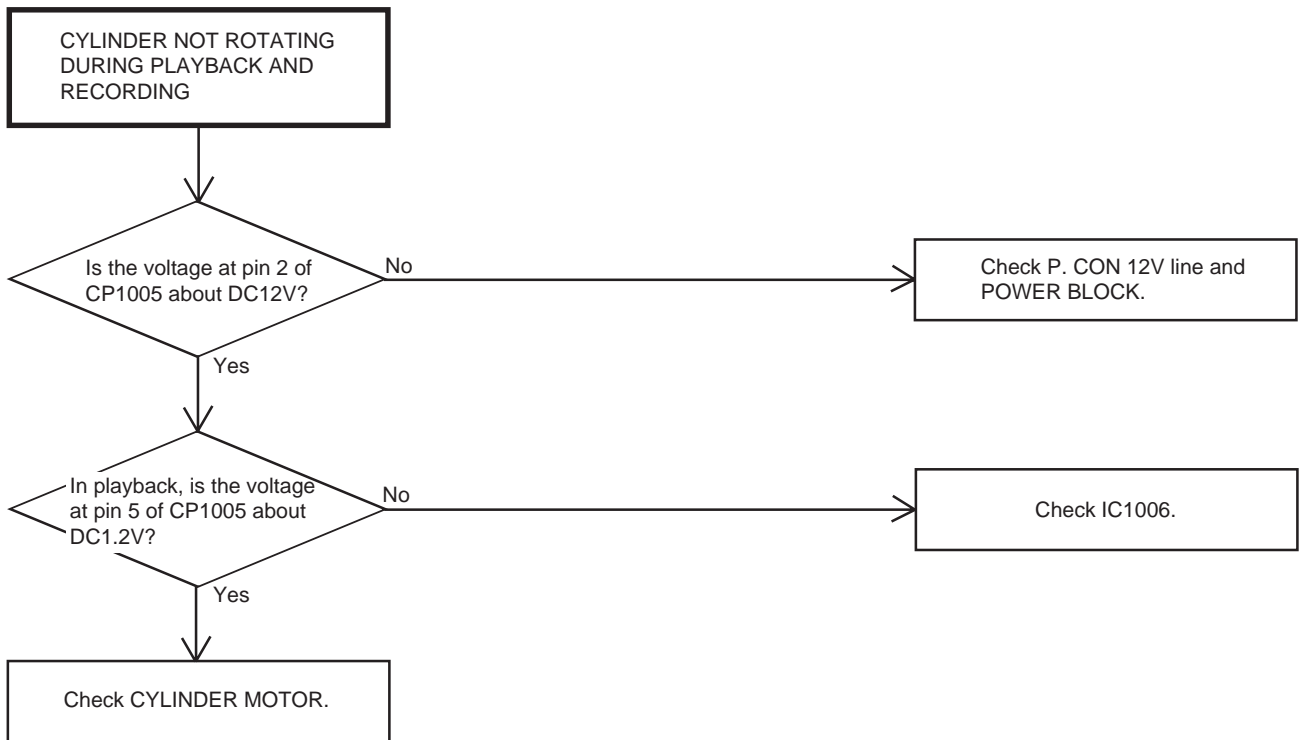 CYLINDER NOT ROTATING
DURING PLAYBACK AND
RECORDING
Is the voltage at pin 2 of
CP1005 about DC12V?
No
Check P. CON 12V line and
POWER BLOCK.
Yes
In playback, is the voltage
at pin 5 of CP1005 about
DC1.2V?
No
Check IC1006.
Yes
Check CYLINDER MOTOR.